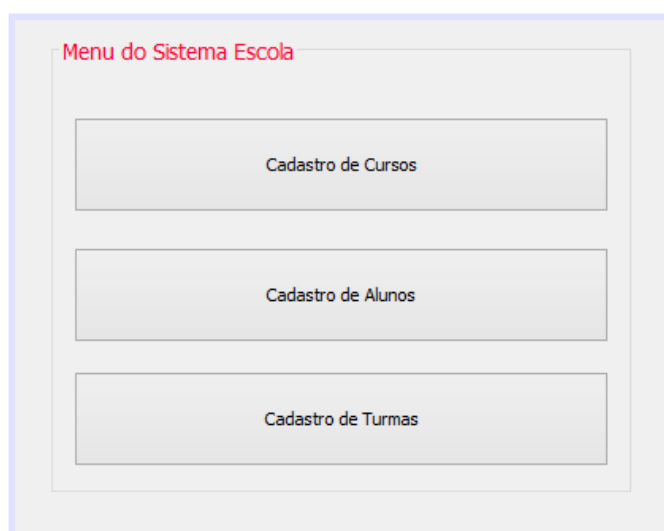 Menu do Sistema Escola
Cadastro de Cursos
Cadastro de Alunos
Cadastro de Turmas